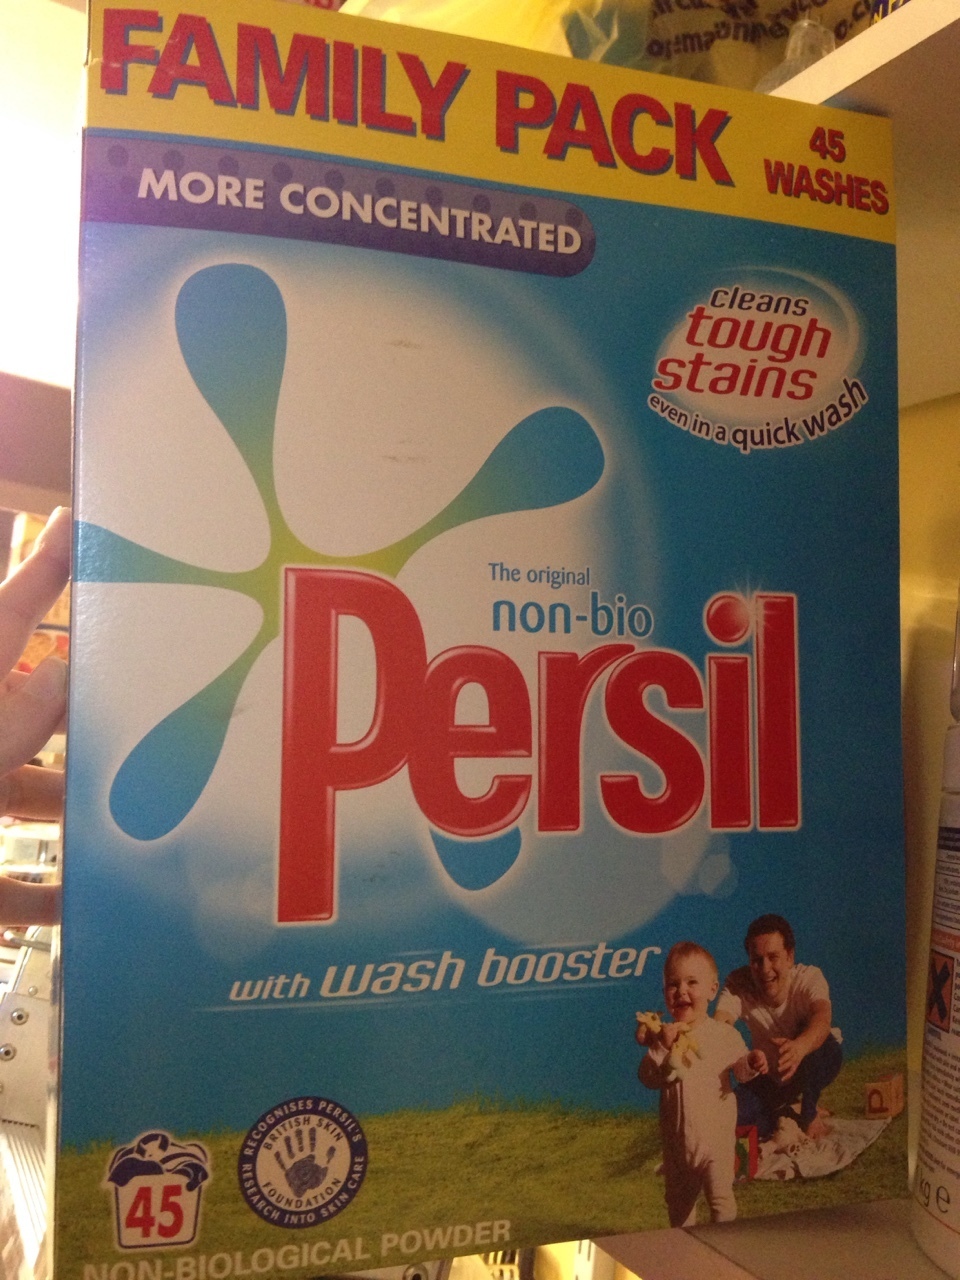 FAMILY PACK
45
WASHES
MORE CONCENTRATED
cleans
tough
stains
even in a quick wash
The original
non-bio
Persil
with wash booster
45
RECOGNISES PERSIL'S
RESEARCH INTO SKIN CARE
BRITISH SKIN
FOUNDATION
P
NON-BIOLOGICAL POWDER